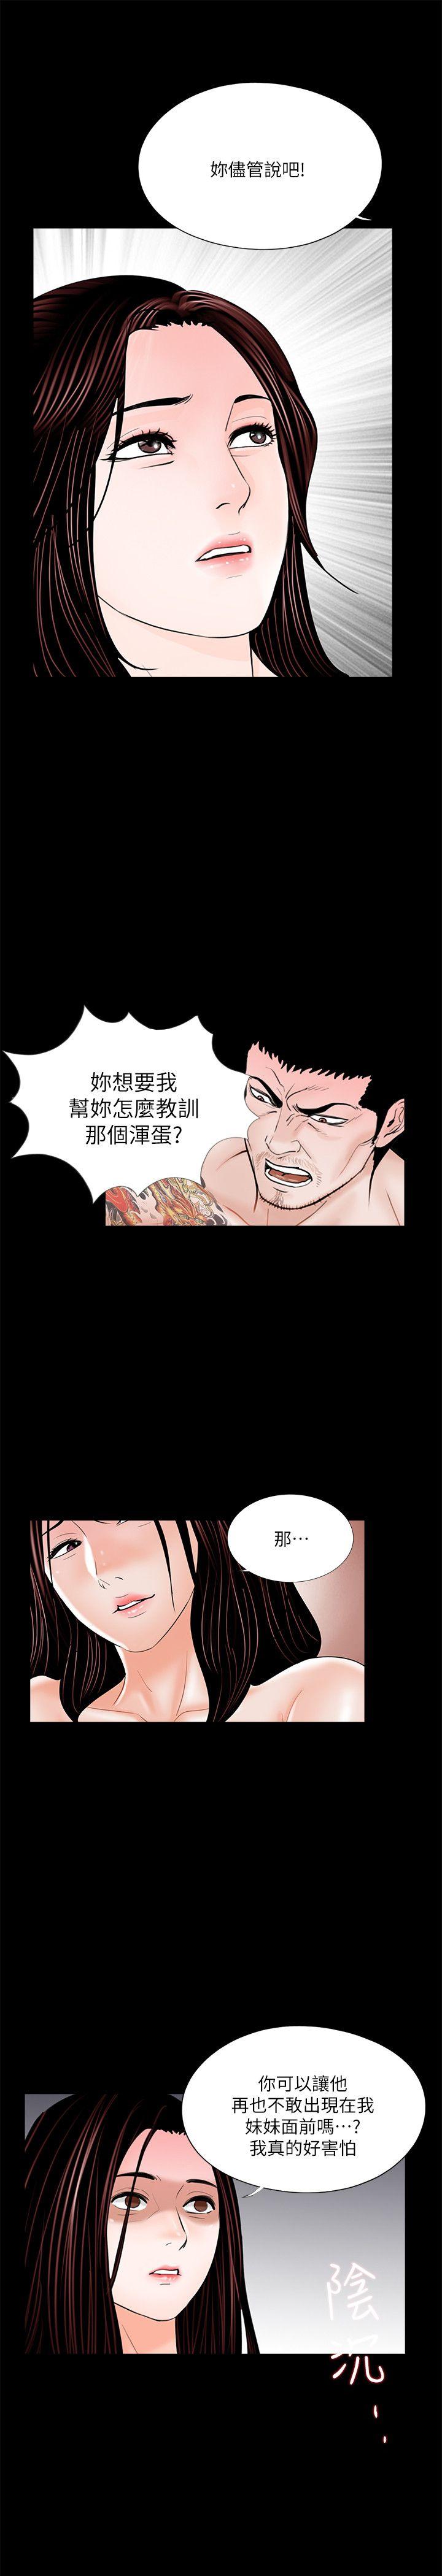 妳儘管說吧!
妳想要我
幫妳怎麼教訓
那個渾蛋?
那…
你可以讓他
再也不敢出現在我
妹妹面前嗎…?
我真的好害怕
陰
沉